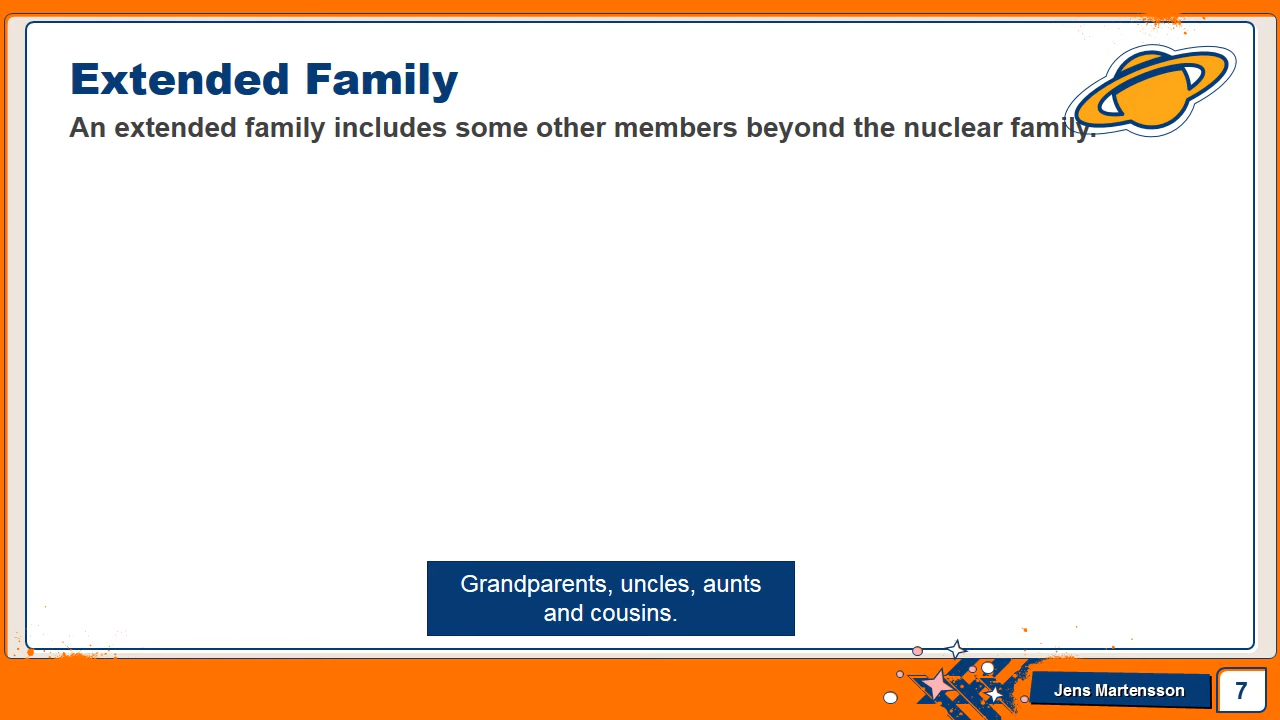 Extended Family
An extended family includes some other members beyond the nuclear family.
Grandparents, uncles, aunts
and cousins.
Jens Martensson
7